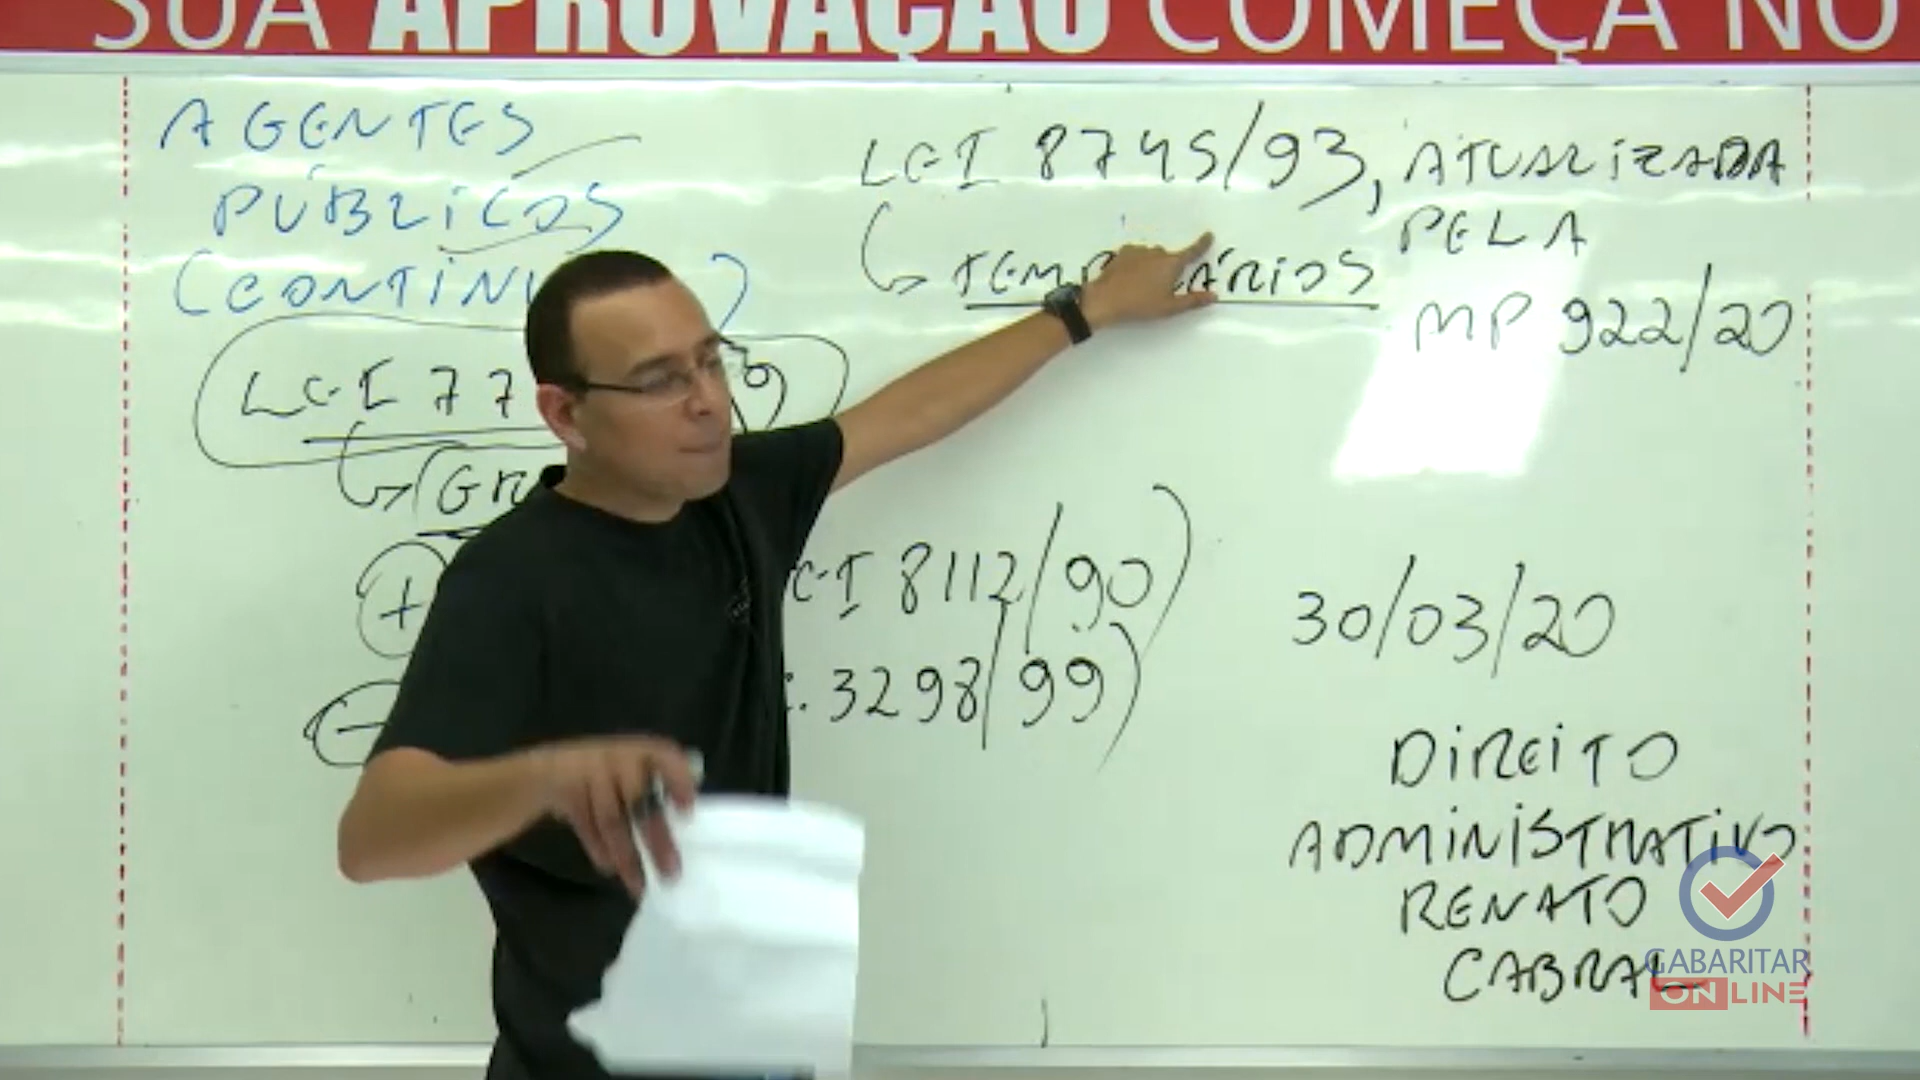 SUA APROVAÇÃO COMEÇA NO
AGENTES
PÚBLICOS
LEI 77
+
-
LEI 8745/93, ATUALIZADA
PELA
MP 922/20
8112/90)
3298/99)
30/03/20
DIREITO
ADMINISTRATIVO
RENATO
CABRAL
GABARITAR
ONLINE